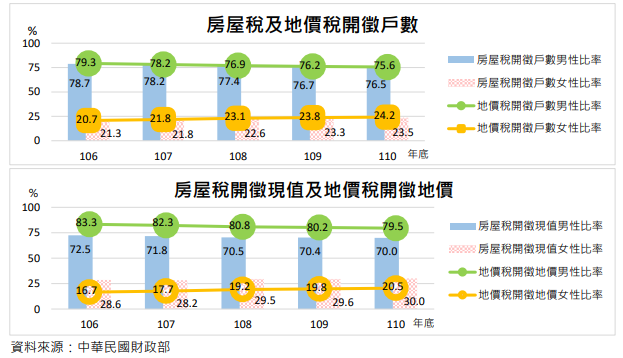 房屋稅及地價稅開徵戶數
%
100
75
50
25
0
79.3 78.2 76.9 76.2 75.6
78.7 78.2 77.4 76.7 76.5
20.7 21.8 23.1 23.8 24.2
21.3 21.8 22.6 23.3 23.5
106 107 108 109 110 年底
房屋稅開徵戶數男性比率
房屋稅開徵戶數女性比率
地價稅開徵戶數男性比率
地價稅開徵戶數女性比率
房屋稅開徵現值及地價稅開徵地價
%
100
75
50
25
0
83.3 82.3 80.8 80.2 79.5
72.5 71.8 70.5 70.4 70.0
16.7 17.7 19.2 19.8 20.5
28.6 28.2 29.5 29.6 30.0
106 107 108 109 110 年底
房屋稅開徵現值男性比率
房屋稅開徵現值女性比率
地價稅開徵地價男性比率
地價稅開徵地價女性比率
資料來源：中華民國財政部